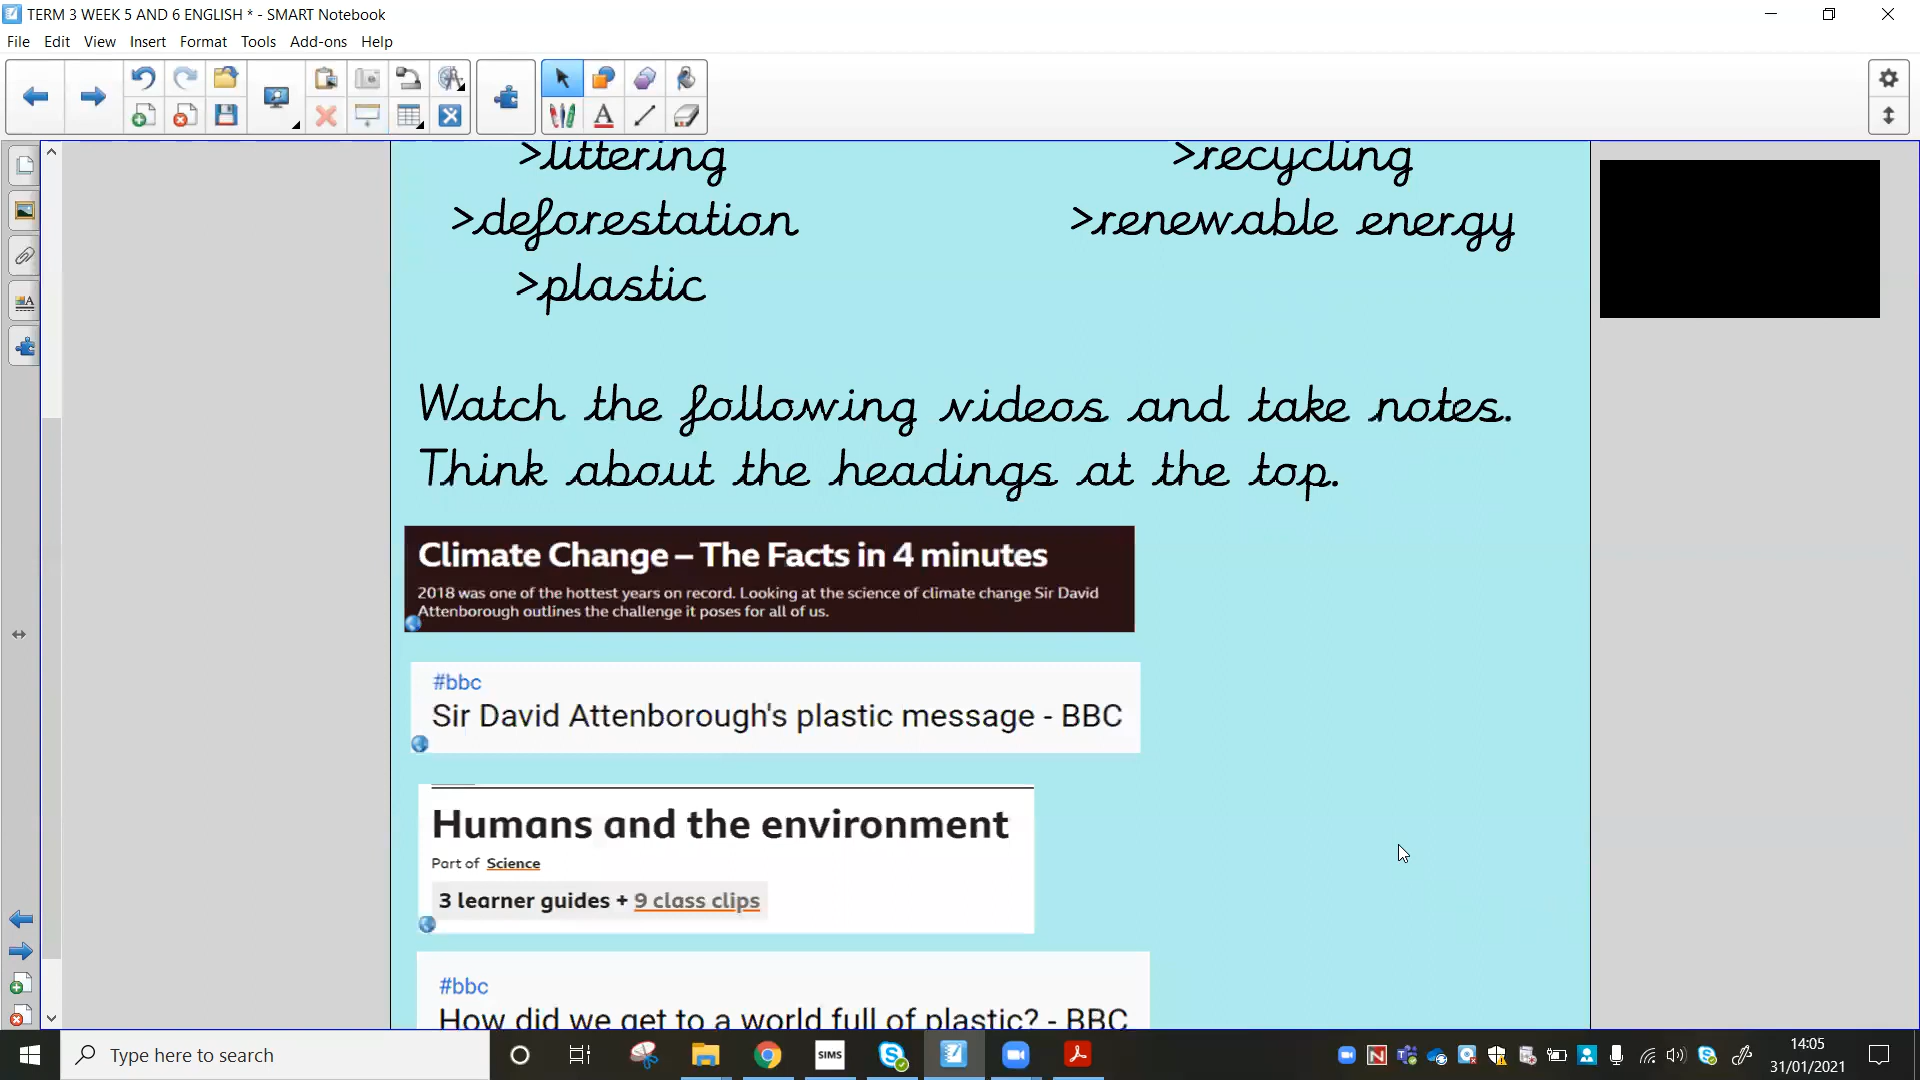 TERM 3 WEEK 5 AND 6 ENGLISH * - SMART Notebook
File Edit View Insert Format Tools Add-ons Help
>littering >recycling
>deforestation >renewable energy
>plastic
Watch the following videos and take notes.
Think about the headings at the top.
Climate Change – The Facts in 4 minutes
2018 was one of the hottest years on record. Looking at the science of climate change Sir David
Attenborough outlines the challenge it poses for all of us.
#bbc
Sir David Attenborough's plastic message - BBC
Humans and the environment
Part of Science
3 learner guides + 9 class clips
#bbc
How did we get to a world full of plastic? - BBC
Type here to search
SIMS
14:05
31/01/2021